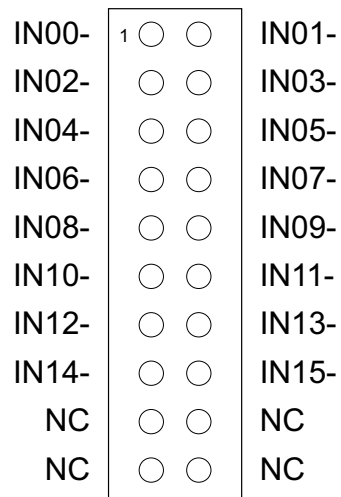 IN00- 1 IN01-
IN02- IN03-
IN04- IN05-
IN06- IN07-
IN08- IN09-
IN10- IN11-
IN12- IN13-
IN14- IN15-
NC NC
NC NC